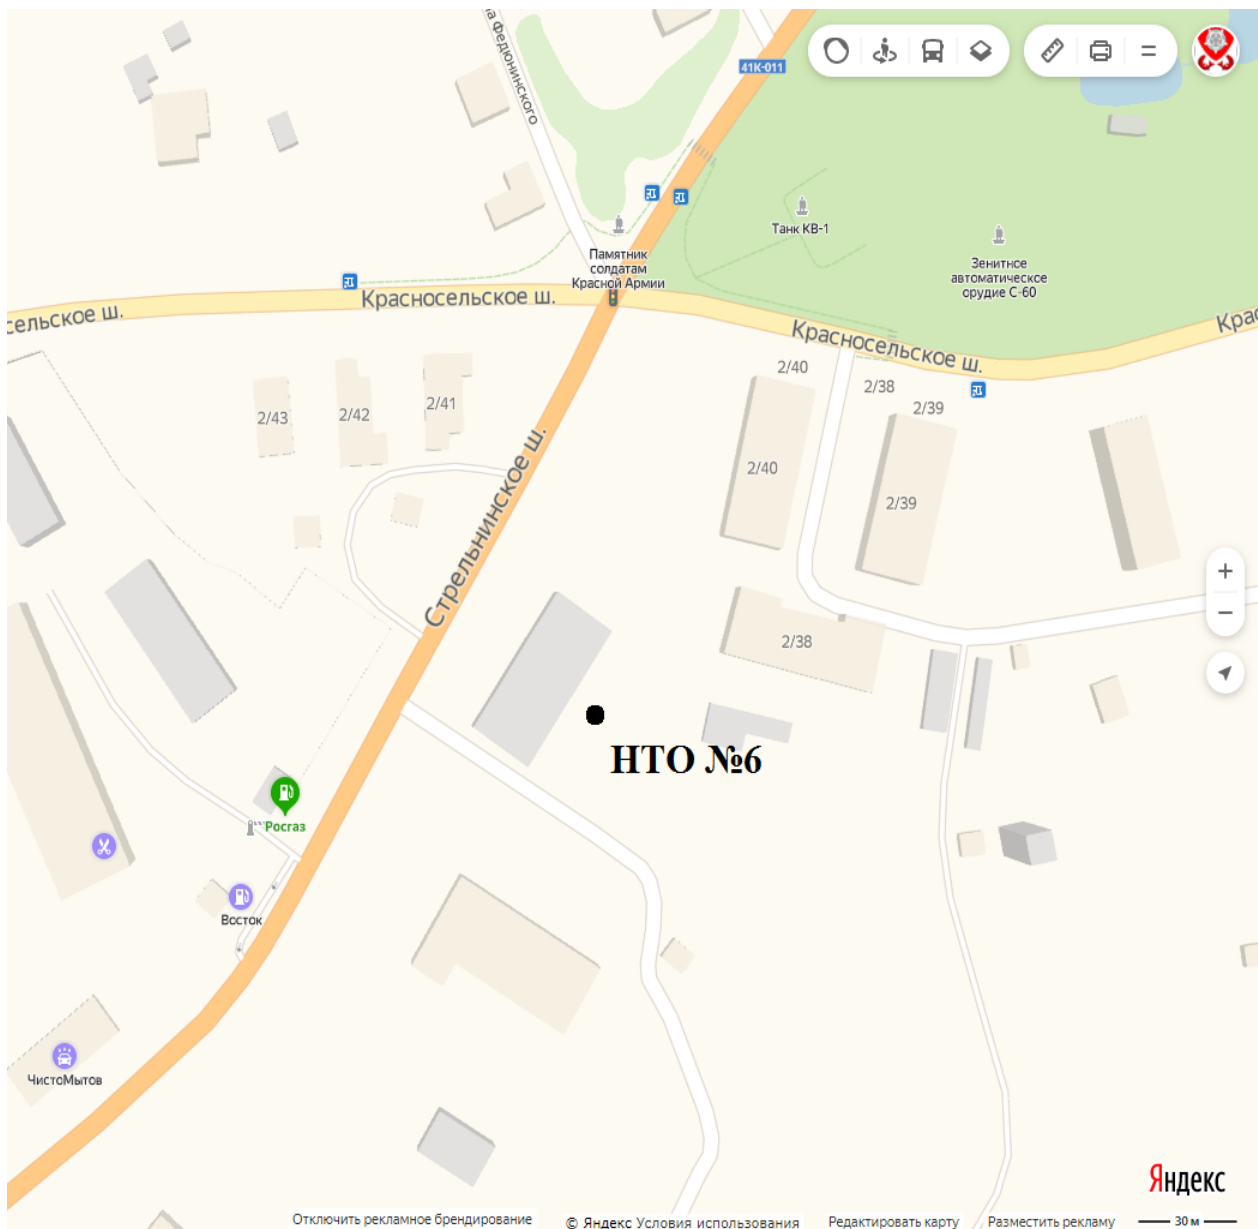 на Федюнинского
41К-011
Танк КВ-1
Памятник
солдатам
Красной Армии
Зенитное
автоматическое
орудие С-60
сельское ш.
Красносельское ш.
Красносельское ш.
Крас
2/40
2/38
2/39
2/43
2/42
2/41
2/40
2/39
Стрельнинское ш.
2/38
НТО №6
Росгаз
Восток
ЧистоМытов
Яндекс
Отключить рекламное брендирование
© Яндекс Условия использования
Редактировать карту
Разместить рекламу
30 м